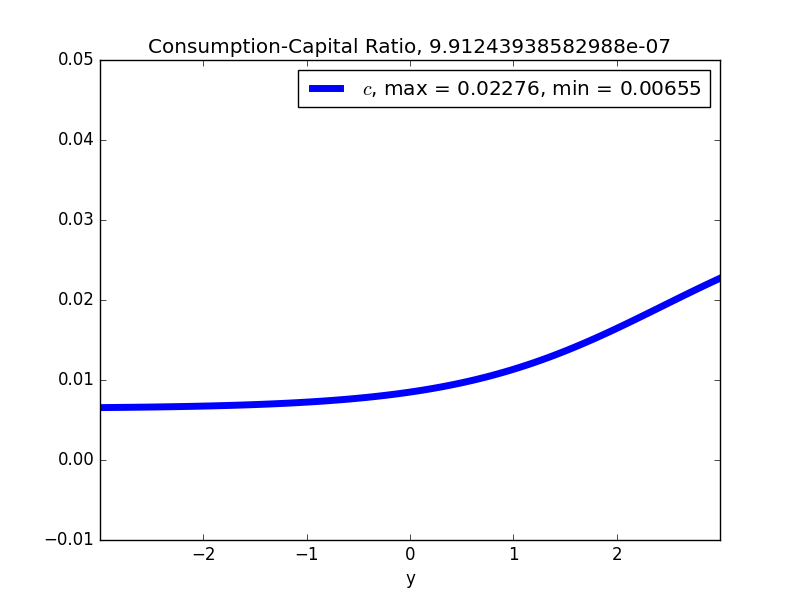 Consumption-Capital Ratio, 9.91243938582988e-07
c, max = 0.02276, min = 0.00655
0.05
0.04
0.03
0.02
0.01
0.00
−0.01
−2 −1 0 1 2
y